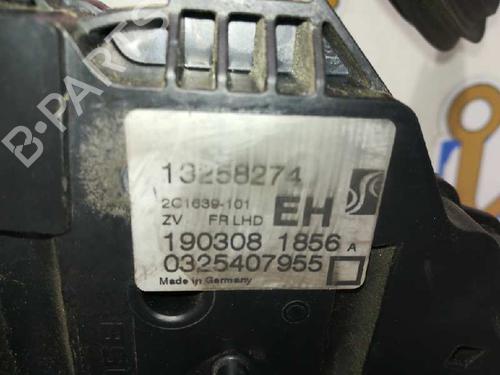 B-PARTS
13258274
2C1639-101 EH
ZV FR LHD
190308 1856 A
0325407955
Made in Germany